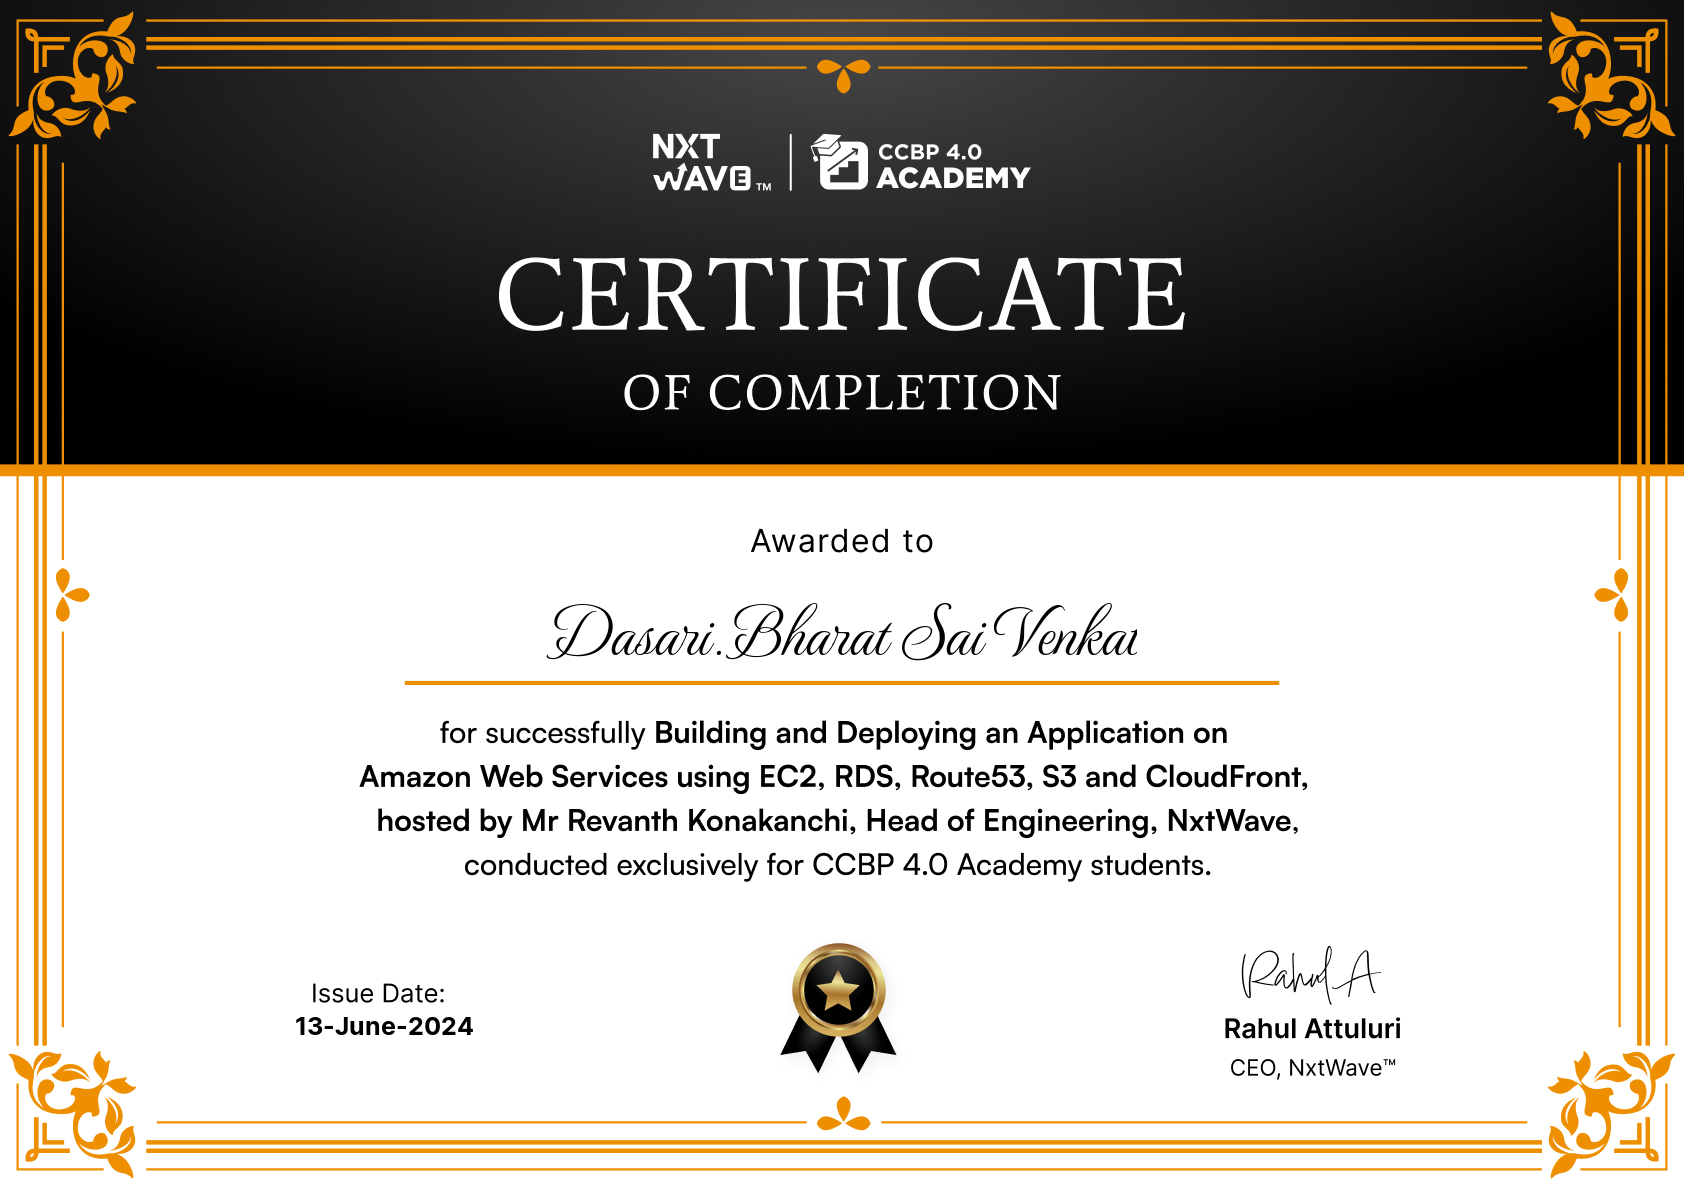 NXT
WAVE™
CCBP 4.0
ACADEMY
CERTIFICATE
OF COMPLETION
Awarded to
Dasari.Bharat Sai Venkat
for successfully Building and Deploying an Application on
Amazon Web Services using EC2, RDS, Route53, S3 and CloudFront,
hosted by Mr Revanth Konakanchi, Head of Engineering, NxtWave,
conducted exclusively for CCBP 4.0 Academy students.
Issue Date:
13-June-2024
Rahul A
Rahul Attuluri
CEO, NxtWave™